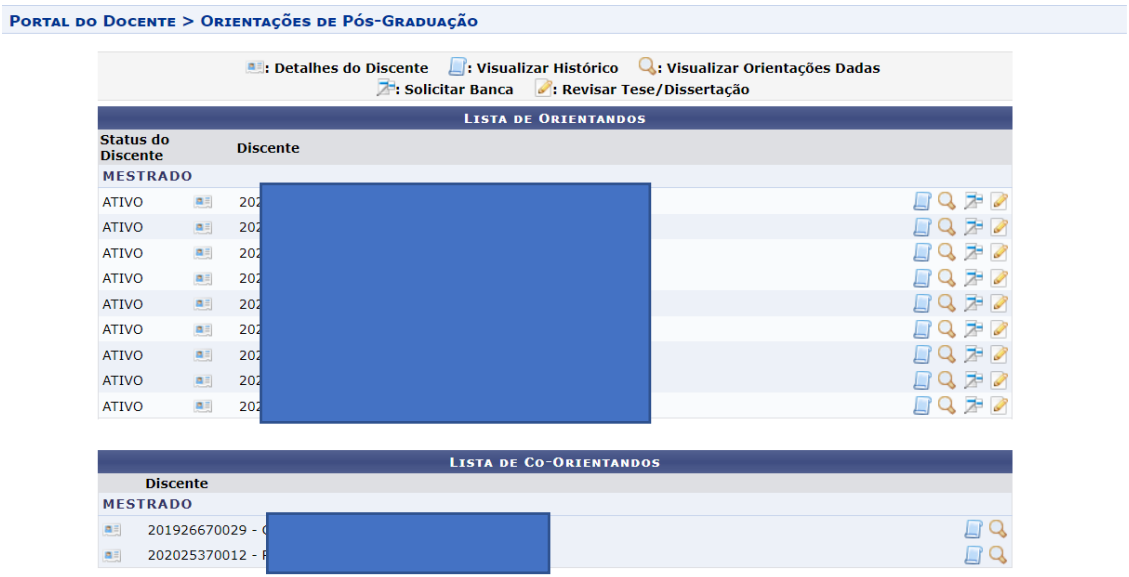 Portal do Docente > Orientações de Pós-Graduação
: Detalhes do Discente : Visualizar Histórico : Visualizar Orientações Dadas
: Solicitar Banca : Revisar Tese/Dissertação
Lista de Orientandos
Status do Discente Discente
MESTRADO
ATIVO 202
ATIVO 202
ATIVO 202
ATIVO 202
ATIVO 202
ATIVO 202
ATIVO 202
ATIVO 202
ATIVO 202
Lista de Co-Orientandos
Discente
MESTRADO
201926670029 -
202025370012 -